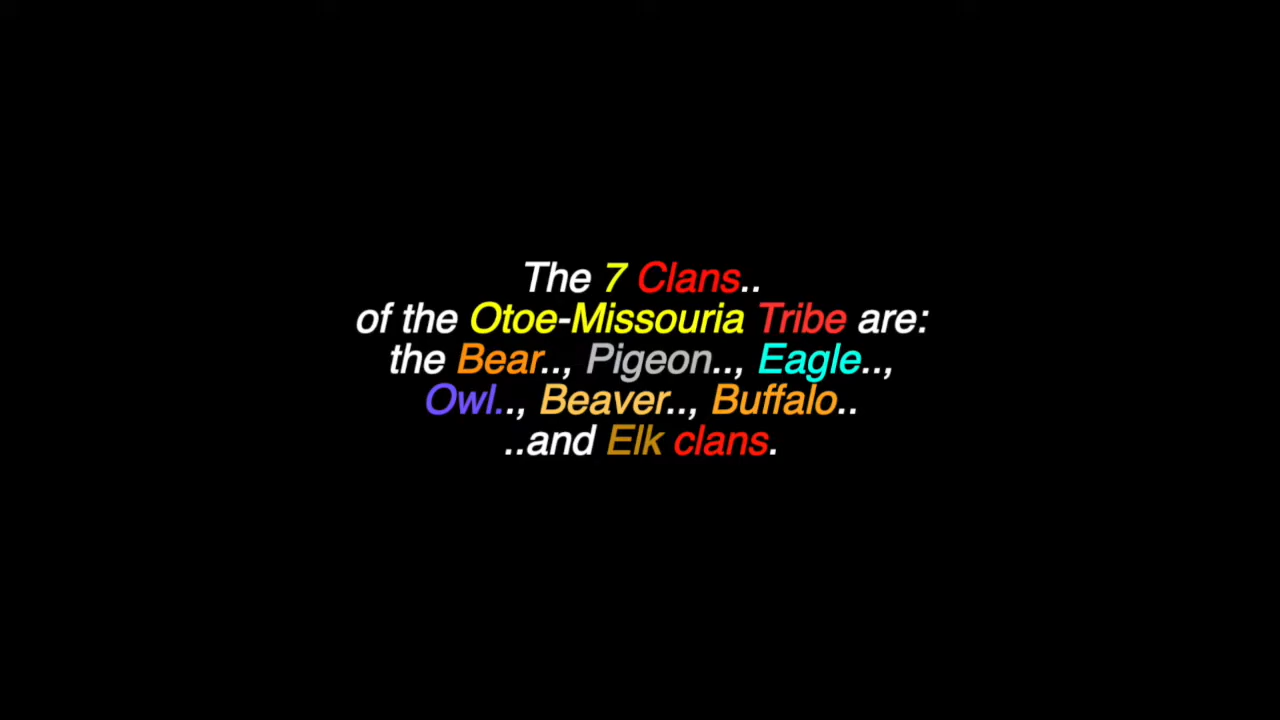 The 7 Clans..
of the Otoe-Missouria Tribe are:
the Bear.., Pigeon.., Eagle..,
Owl.., Beaver.., Buffalo..
..and Elk clans.